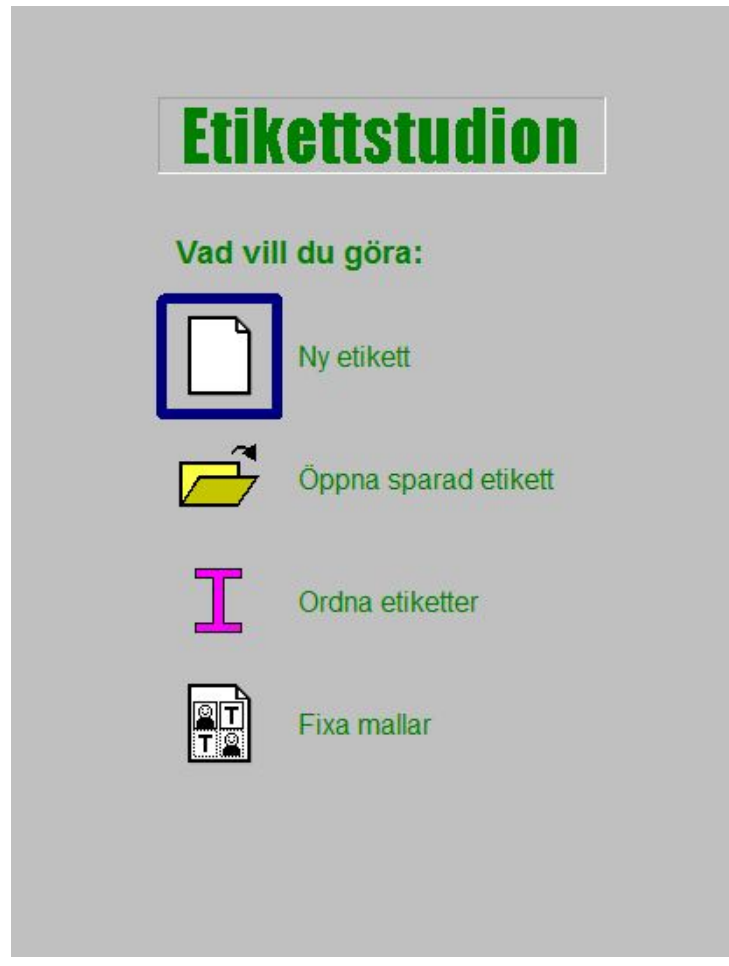 Etikettstudion
Vad vill du göra:
Ny etikett
Öppna sparad etikett
Ordna etiketter
Fixa mallar